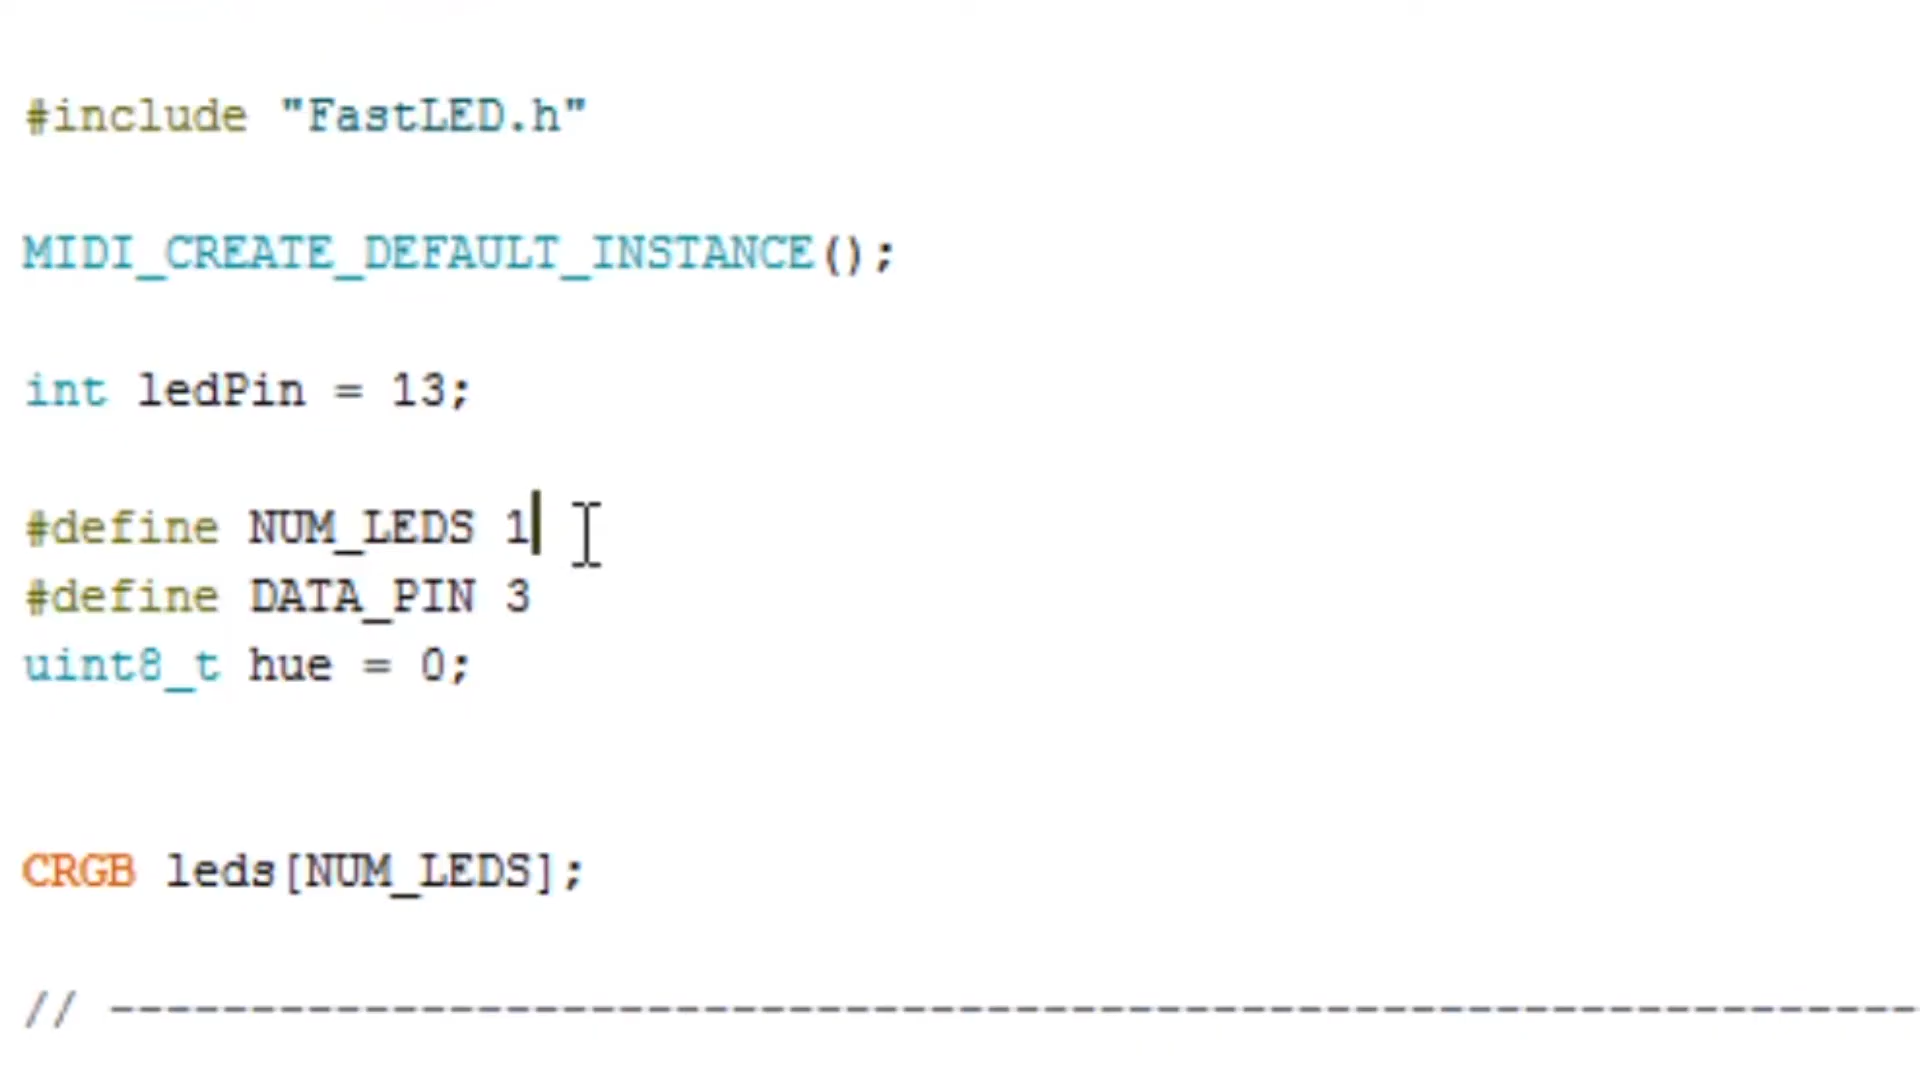 #include "FastLED.h"
MIDI_CREATE_DEFAULT_INSTANCE();
int ledPin = 13;
#define NUM_LEDS 1
#define DATA_PIN 3
uint8_t hue = 0;
CRGB leds[NUM_LEDS];
// ----------------------------------------------------------------